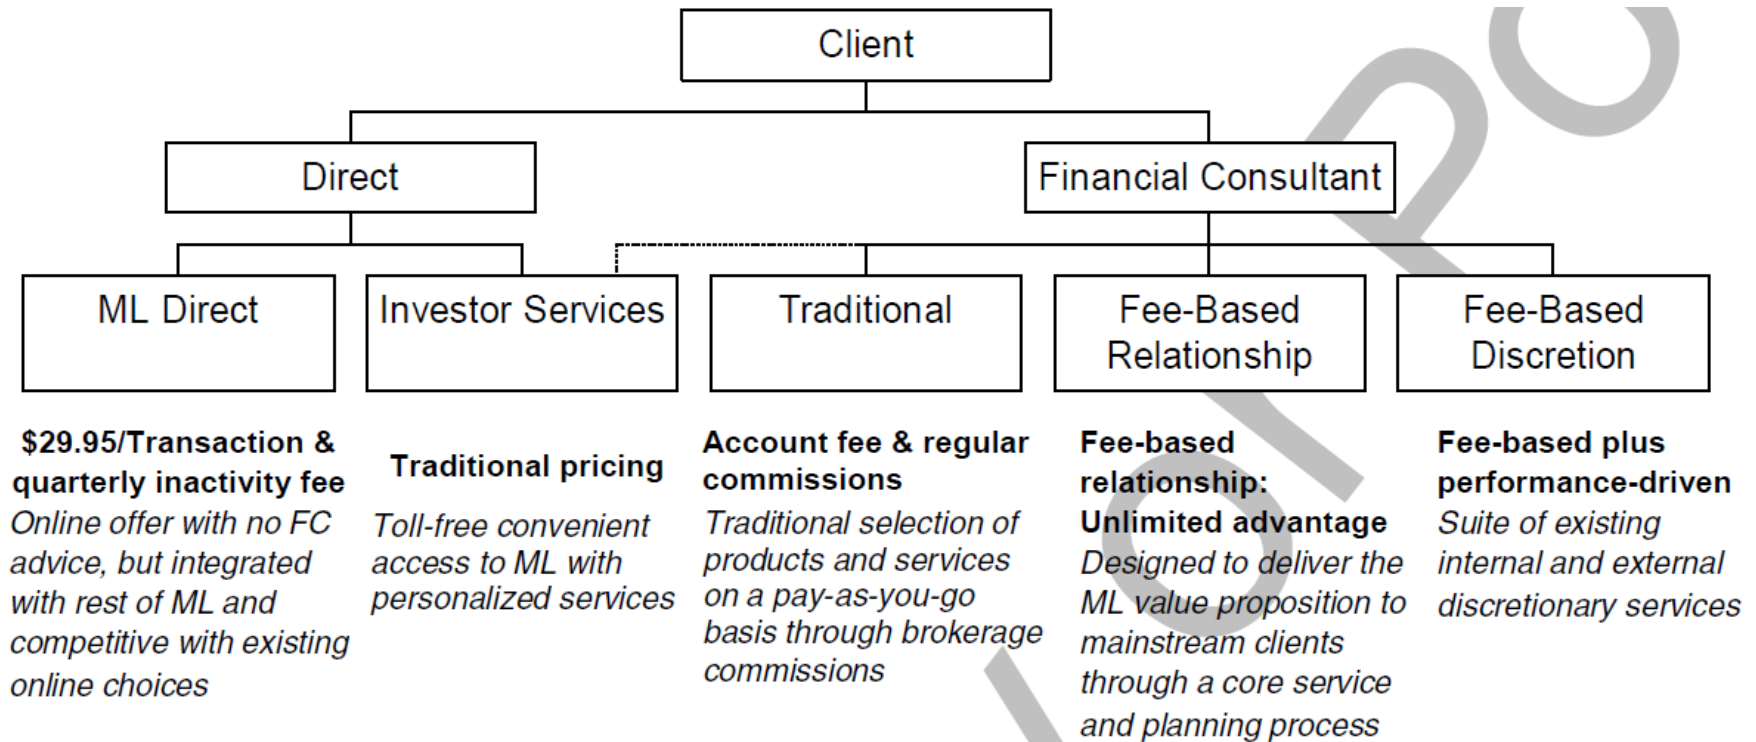 Client
Direct
Financial Consultant
ML Direct
Investor Services
Traditional
Fee-Based
Relationship
Fee-Based
Discretion
$29.95/Transaction &
quarterly inactivity fee
Online offer with no FC
advice, but integrated
with rest of ML and
competitive with existing
online choices
Traditional pricing
Toll-free convenient
access to ML with
personalized services
Account fee & regular
commissions
Traditional selection of
products and services
on a pay-as-you-go
basis through brokerage
commissions
Fee-based
relationship:
Unlimited advantage
Designed to deliver the
ML value proposition to
mainstream clients
through a core service
and planning process
Fee-based plus
performance-driven
Suite of existing
internal and external
discretionary services